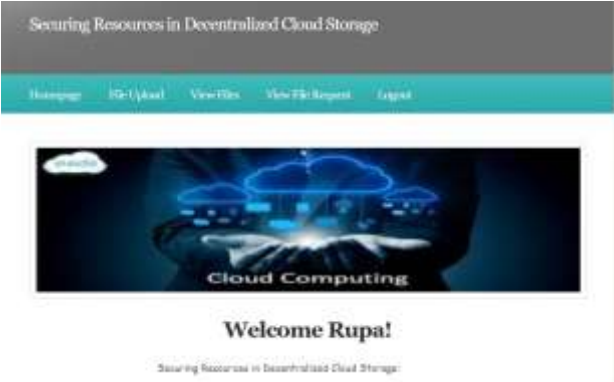 Securing Resources in Decentralized Cloud Storage
Homepage File Upload View Files View File Request Logout
Cloud Computing
Welcome Rupa!
Securing Resources in Decentralized Cloud Storage: